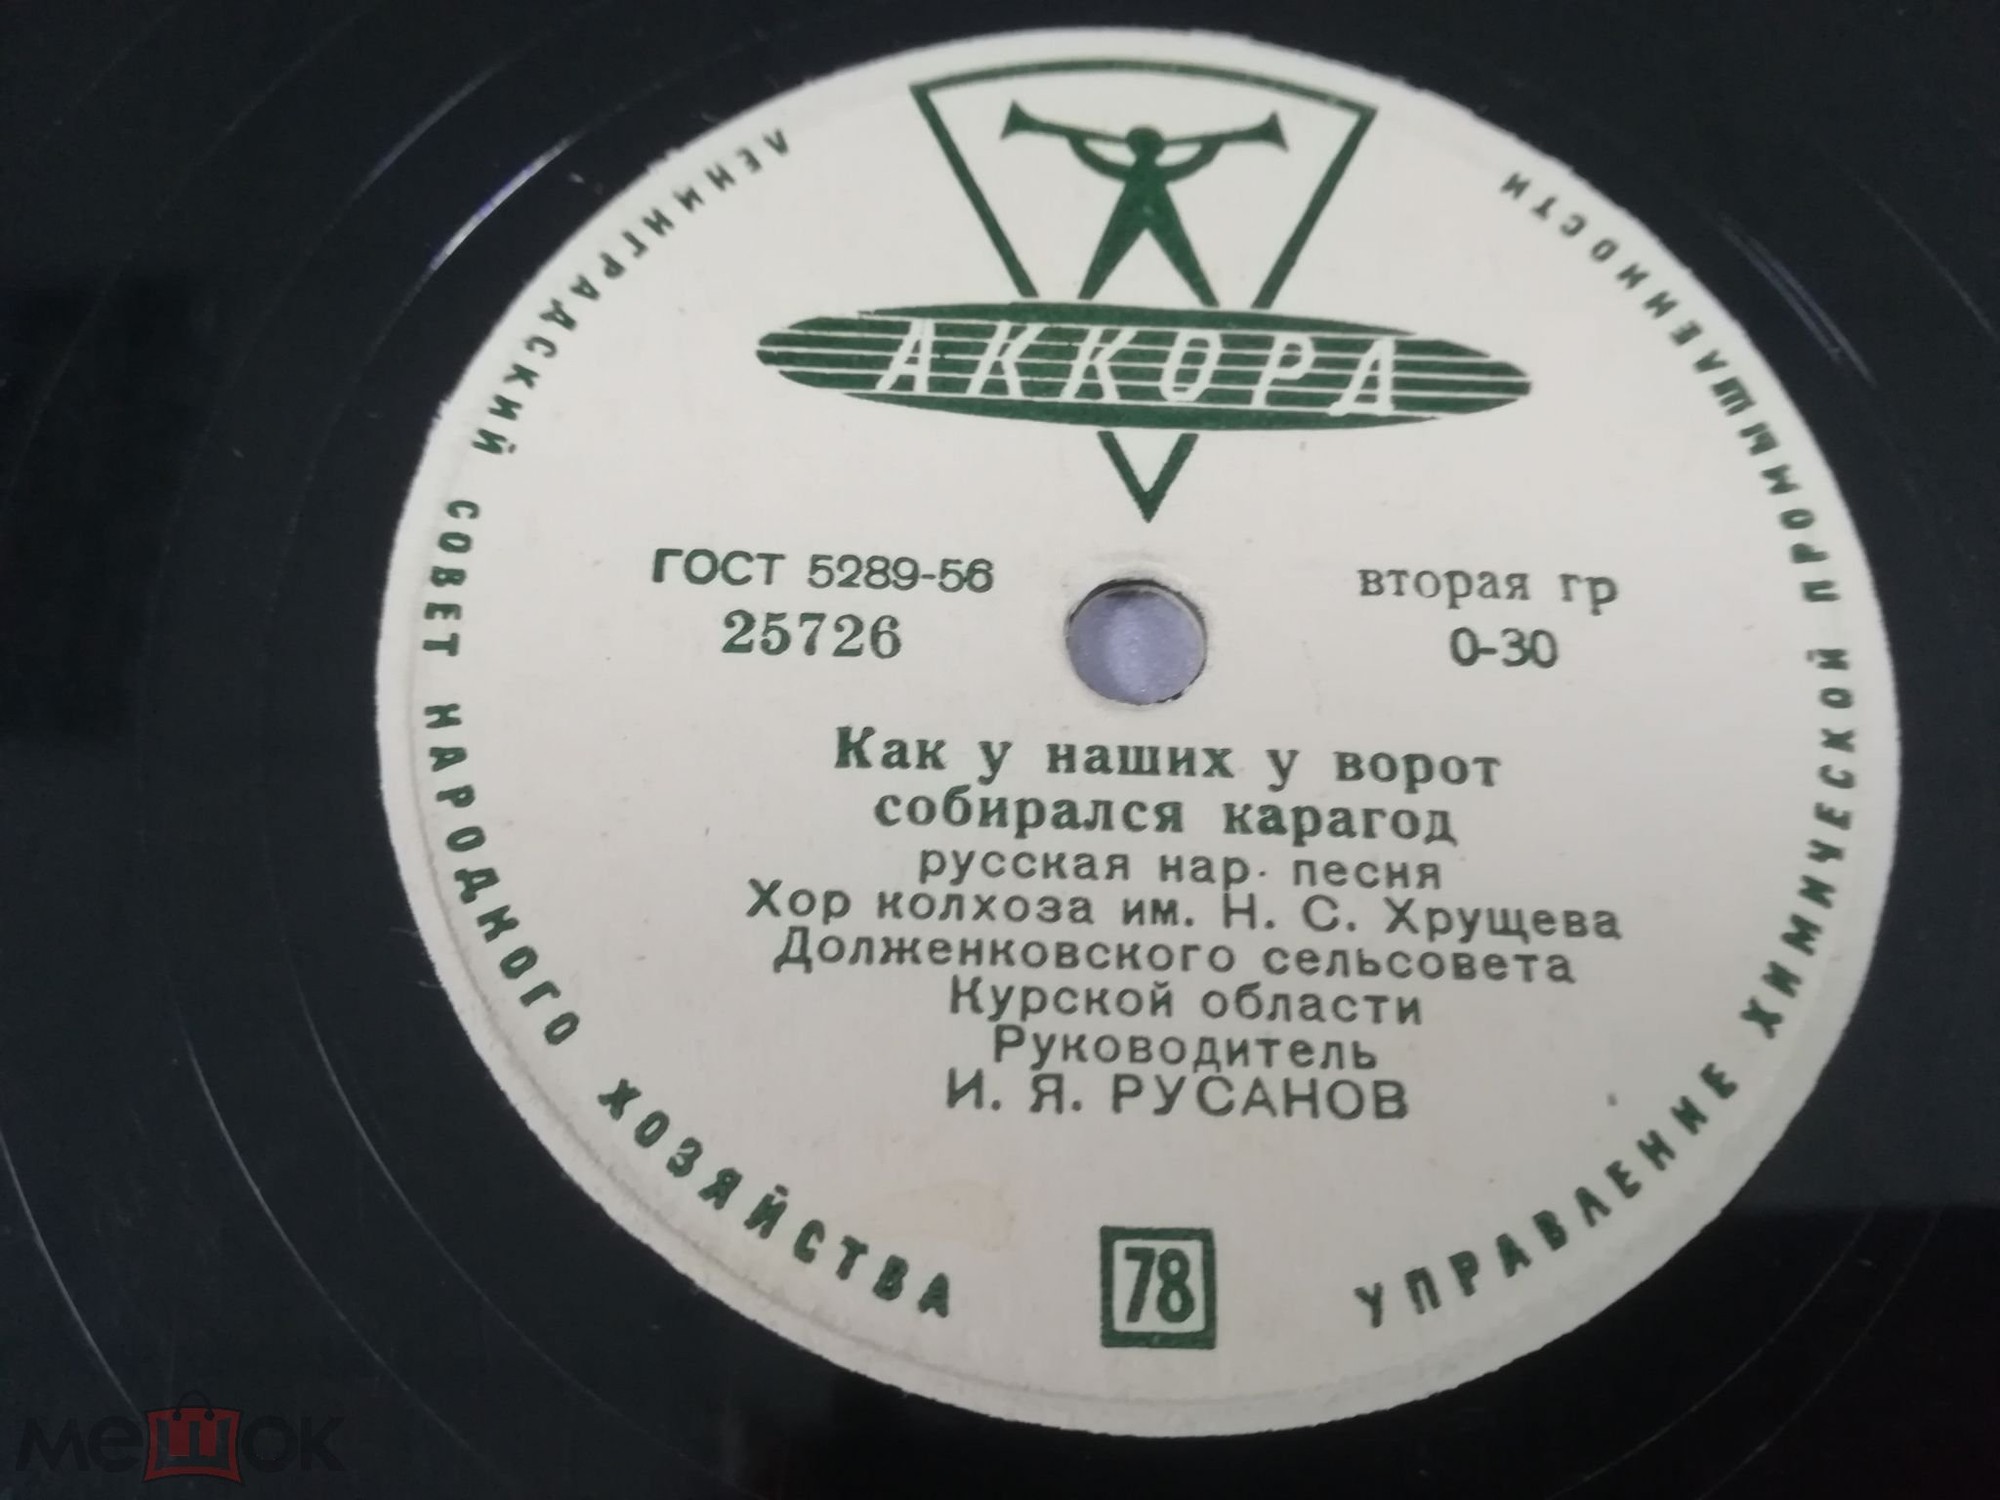 АККОРД
ЛЕНИНГРАДСКИЙ СОВЕТ НАРОДНОГО ХОЗЯЙСТВА
УПРАВЛЕНИЕ ХИМИЧЕСКОЙ ПРОМЫШЛЕННОСТИ
ГОСТ 5289-56
25726
вторая гр
0-30
Как у наших у ворот
собирался карагод
русская нар. песня
Хор колхоза им. Н. С. Хрущева
Долженковского сельсовета
Курской области
Руководитель
И. Я. РУСАНОВ
78
мешок